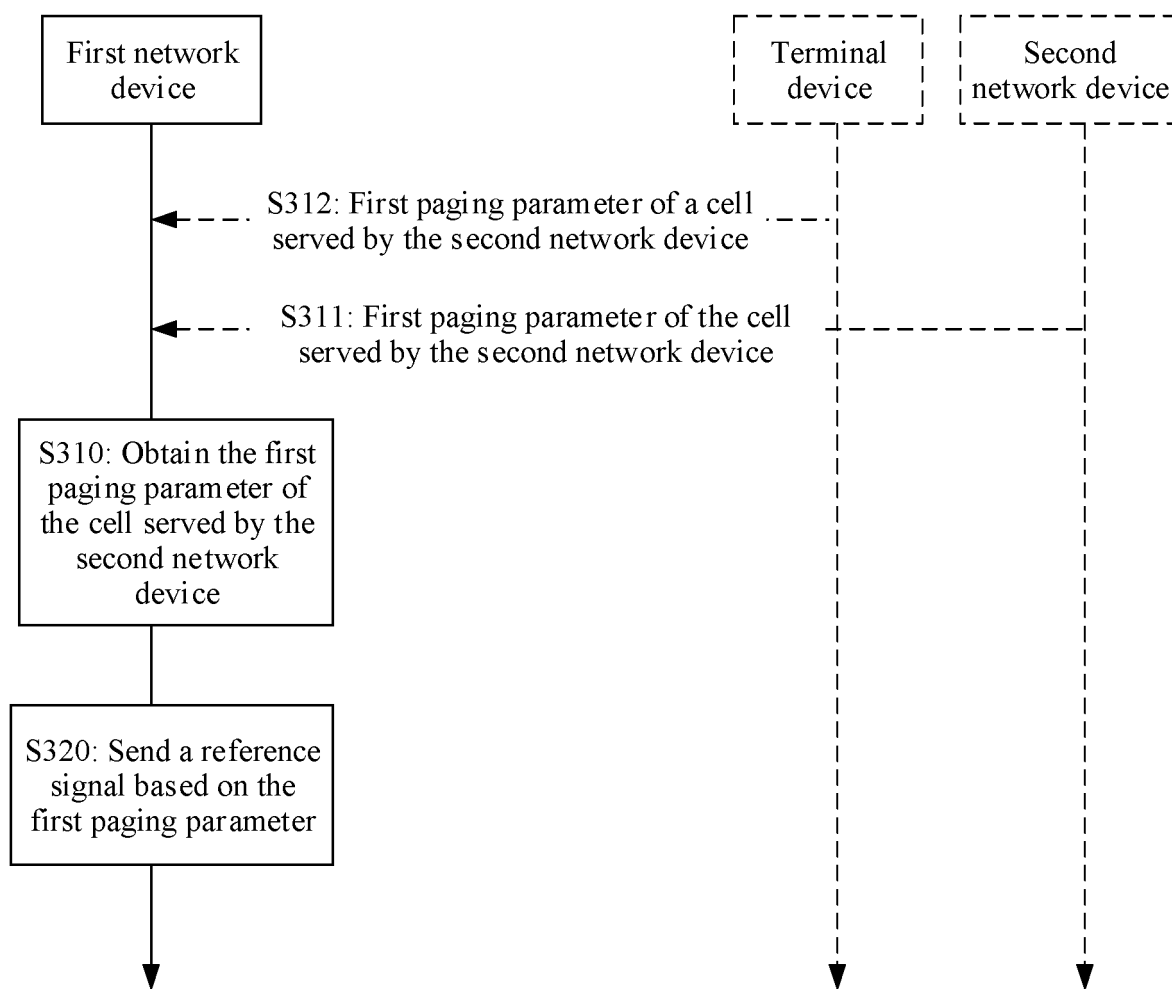 First network
device
Terminal
device
Second
network device
S312: First paging parameter of a cell
served by the second network device
S311: First paging parameter of the cell
served by the second network device
S310: Obtain the first
paging parameter of
the cell served by the
second network
device
S320: Send a reference
signal based on the
first paging parameter